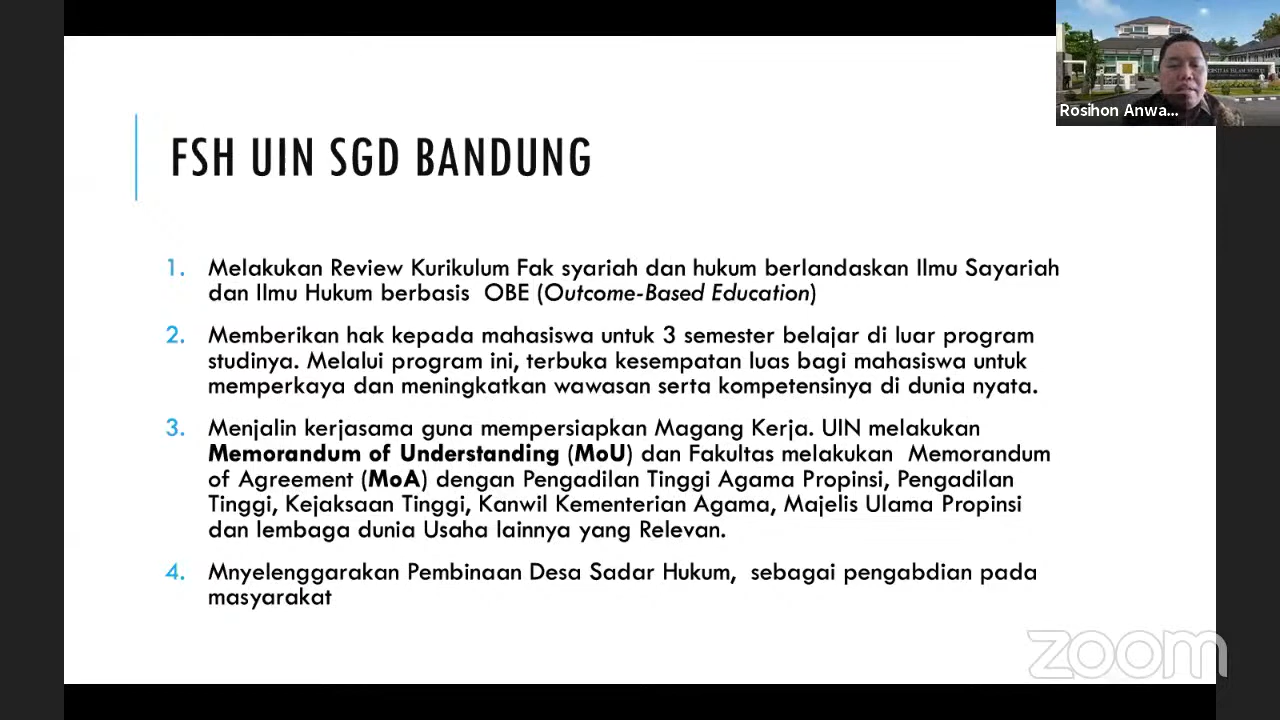 Rosihon Anwa...
FSH UIN SGD BANDUNG
1. Melakukan Review Kurikulum Fak syariah dan hukum berlandaskan Ilmu Sayariah
dan Ilmu Hukum berbasis OBE (Outcome-Based Education)
2. Memberikan hak kepada mahasiswa untuk 3 semester belajar di luar program
studinya. Melalui program ini, terbuka kesempatan luas bagi mahasiswa untuk
memperkaya dan meningkatkan wawasan serta kompetensinya di dunia nyata.
3. Menjalin kerjasama guna mempersiapkan Magang Kerja. UIN melakukan
Memorandum of Understanding (MoU) dan Fakultas melakukan Memorandum
of Agreement (MoA) dengan Pengadilan Tinggi Agama Propinsi, Pengadilan
Tinggi, Kejaksaan Tinggi, Kanwil Kementerian Agama, Majelis Ulama Propinsi
dan lembaga dunia Usaha lainnya yang Relevan.
4. Mnyelenggarakan Pembinaan Desa Sadar Hukum, sebagai pengabdian pada
masyarakat
zoom